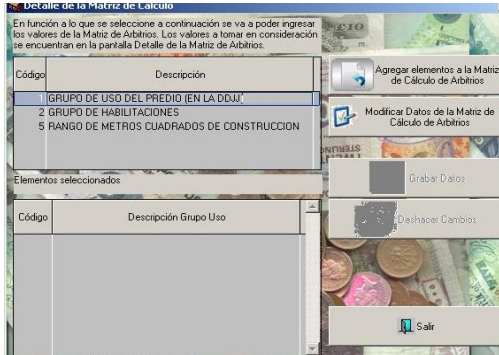 Detalle de la Matriz de Cálculo
En función a lo que se seleccione a continuación se va a poder ingresar
los valores de la Matriz de Arbitrios. Los valores a tomar en consideración
se encuentran en la pantalla Detalle de la Matriz de Arbitrios.
Código Descripción
1 GRUPO DE USO DEL PREDIO (EN LA DDJJ
2 GRUPO DE HABILITACIONES
5 RANGO DE METROS CUADRADOS DE CONSTRUCCION
Agregar elementos a la Matriz
de Cálculo de Arbitrios
Modificar Datos de la Matriz de
Cálculo de Arbitrios
Elementos seleccionados
Código Descripción Grupo Uso
Grabar Datos
Deshacer Cambios
Salir
£10